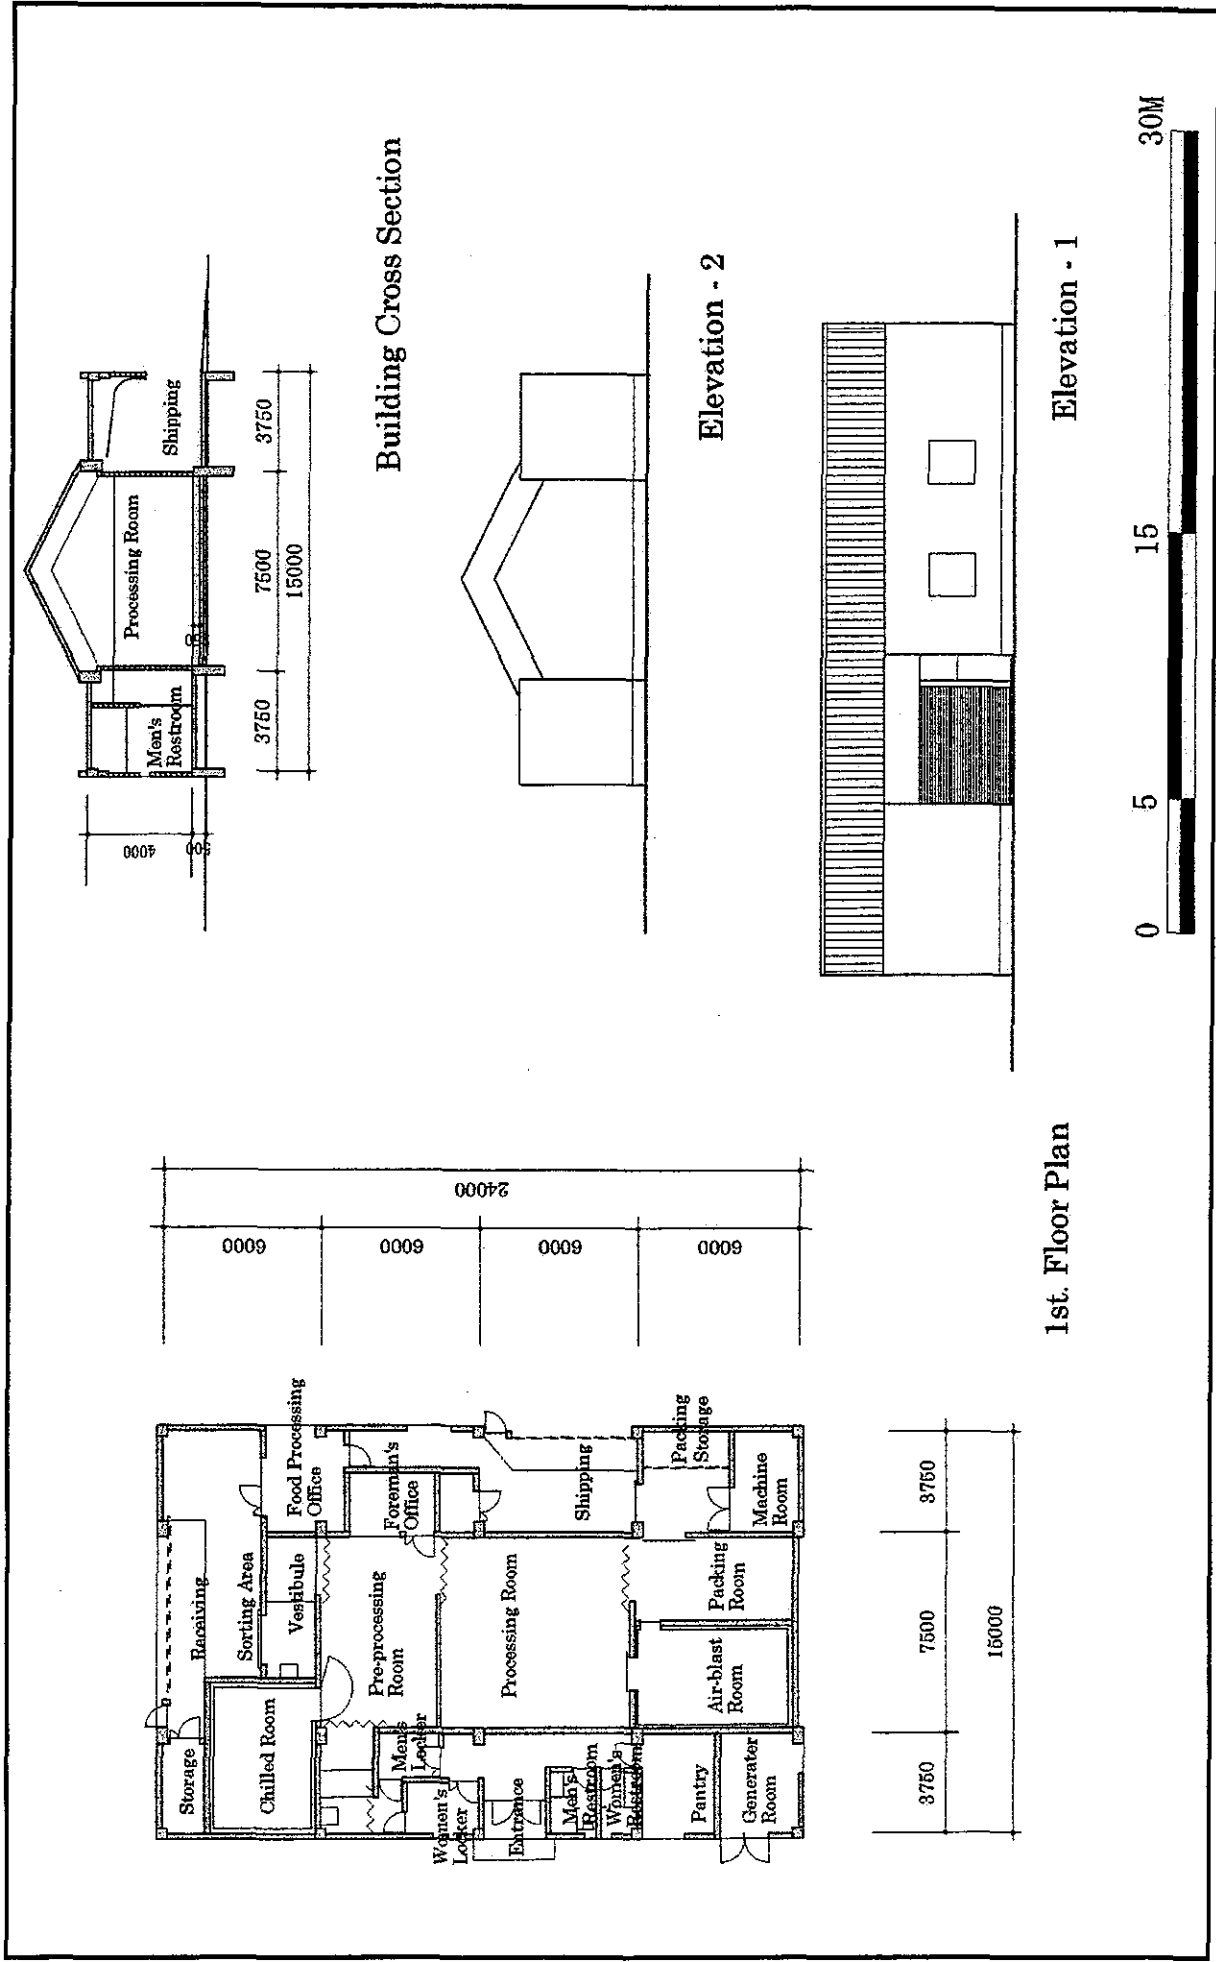 Storage
Receiving
Chilled Room
Sorting Area
Vestibule
Food Processing
Office
Men's
Locker
Women's
Locker
Pre-processing
Room
Foreman's
Office
Entrance
Processing Room
Men's
Restroom
Women's
Restroom
Shipping
Pantry
Air-blast
Room
Packing
Room
Packing
Storage
Generater
Room
Machine
Room
6000
6000
6000
6000
24000
3750
7500
3750
15000
1st. Floor Plan
Men's
Restroom
Processing Room
Shipping
4000
500
3750
7500
3750
15000
Building Cross Section
Elevation - 2
Elevation - 1
0
5
15
30M